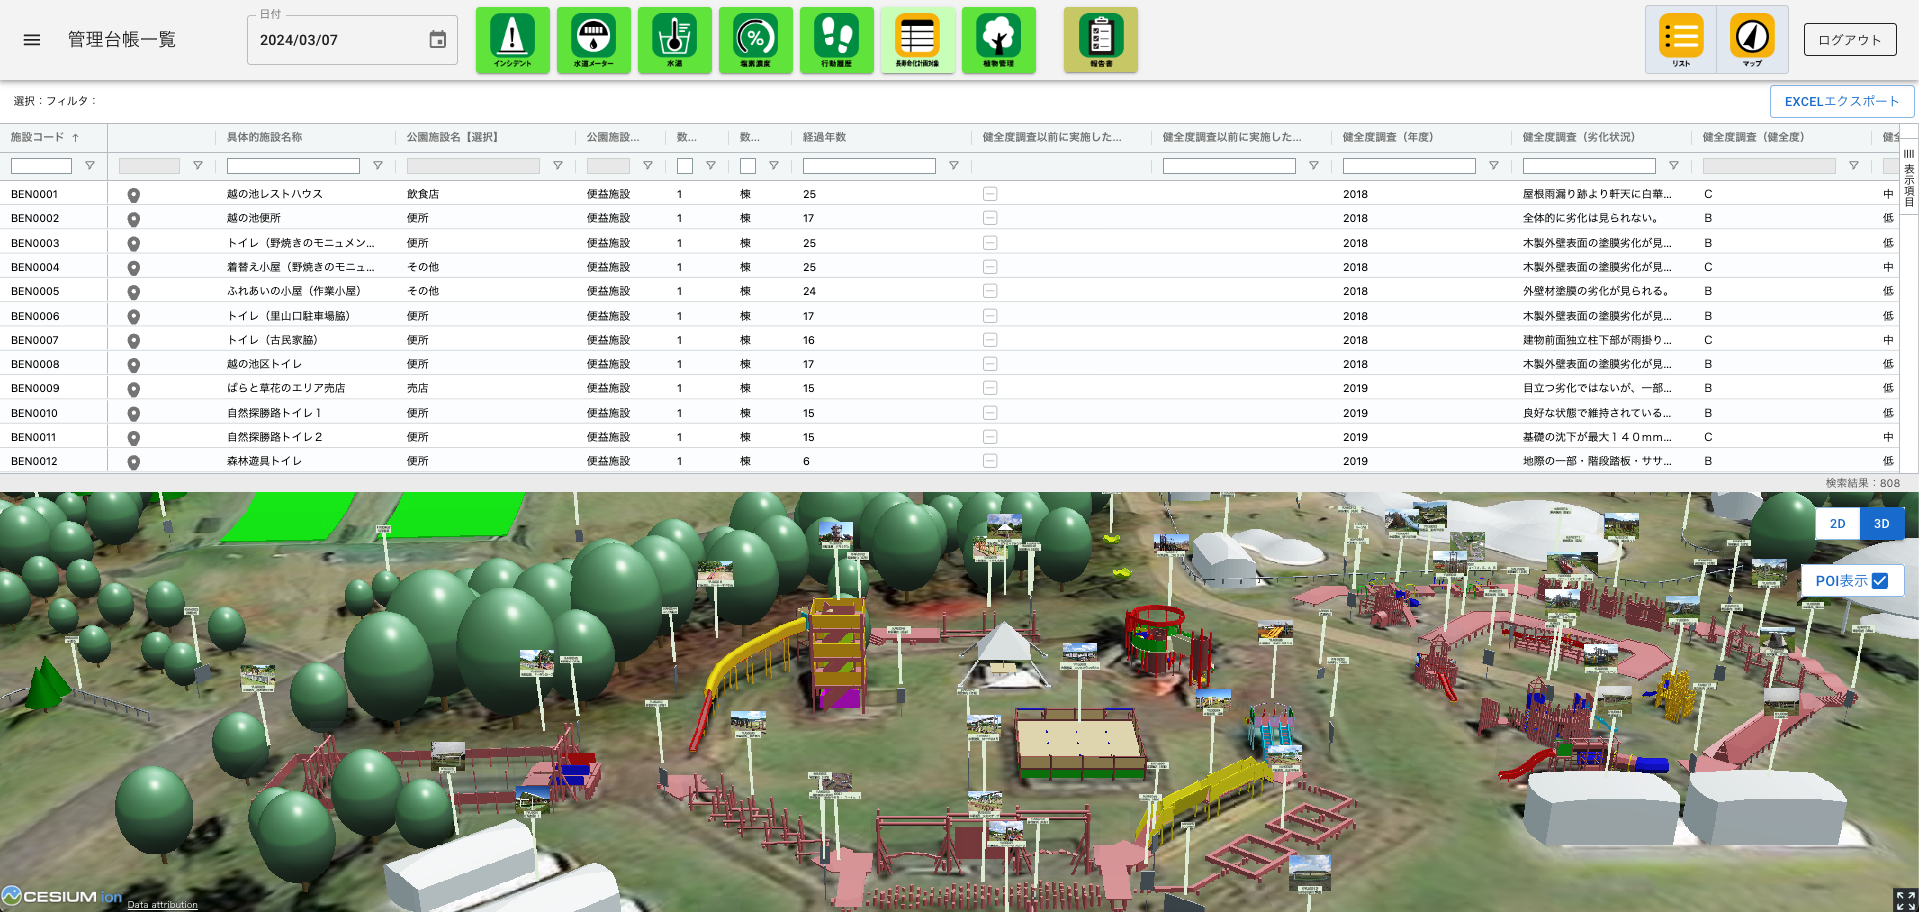 管理台帳一覧
日付
2024/03/07
インシデント
水道メーター
水温
塩素濃度
行動履歴
長寿命化計画対象
植物管理
報告書
リスト
マップ
ログアウト
選択：フィルタ：
EXCELエクスポート
施設コード ↑ 具体的施設名称 公園施設名【選択】 公園施設... 数... 数... 経過年数 健全度調査以前に実施した... 健全度調査以前に実施した... 健全度調査（年度） 健全度調査（劣化状況） 健全度調査（健全度） 健全
表示項目
BEN0001 越の池レストハウス 飲食店 便益施設 1 棟 25 2018 屋根雨漏り跡より軒天に白華... C 中
BEN0002 越の池便所 便所 便益施設 1 棟 17 2018 全体的に劣化は見られない。 B 低
BEN0003 トイレ（野焼きのモニュメン... 便所 便益施設 1 棟 25 2018 木製外壁表面の塗膜劣化が見... B 低
BEN0004 着替え小屋（野焼きのモニュ... その他 便益施設 1 棟 25 2018 木製外壁表面の塗膜劣化が見... C 中
BEN0005 ふれあいの小屋（作業小屋） その他 便益施設 1 棟 24 2018 外壁材塗膜の劣化が見られる。 B 低
BEN0006 トイレ（里山口駐車場脇） 便所 便益施設 1 棟 17 2018 木製外壁表面の塗膜劣化が見... B 低
BEN0007 トイレ（古民家脇） 便所 便益施設 1 棟 16 2018 建物前面独立柱下部が雨掛り... C 中
BEN0008 越の池区トイレ 便所 便益施設 1 棟 17 2018 木製外壁表面の塗膜劣化が見... B 低
BEN0009 ばらと草花のエリア売店 売店 便益施設 1 棟 15 2019 目立つ劣化ではないが、一部... B 低
BEN0010 自然探勝路トイレ１ 便所 便益施設 1 棟 15 2019 良好な状態で維持されている... B 低
BEN0011 自然探勝路トイレ２ 便所 便益施設 1 棟 15 2019 基礎の沈下が最大１４０mm... C 中
BEN0012 森林遊具トイレ 便所 便益施設 1 棟 6 2019 地際の一部・階段踏板・ササ... B 低
検索結果：808
2D 3D
POI表示
CESIUM ion
Data attribution